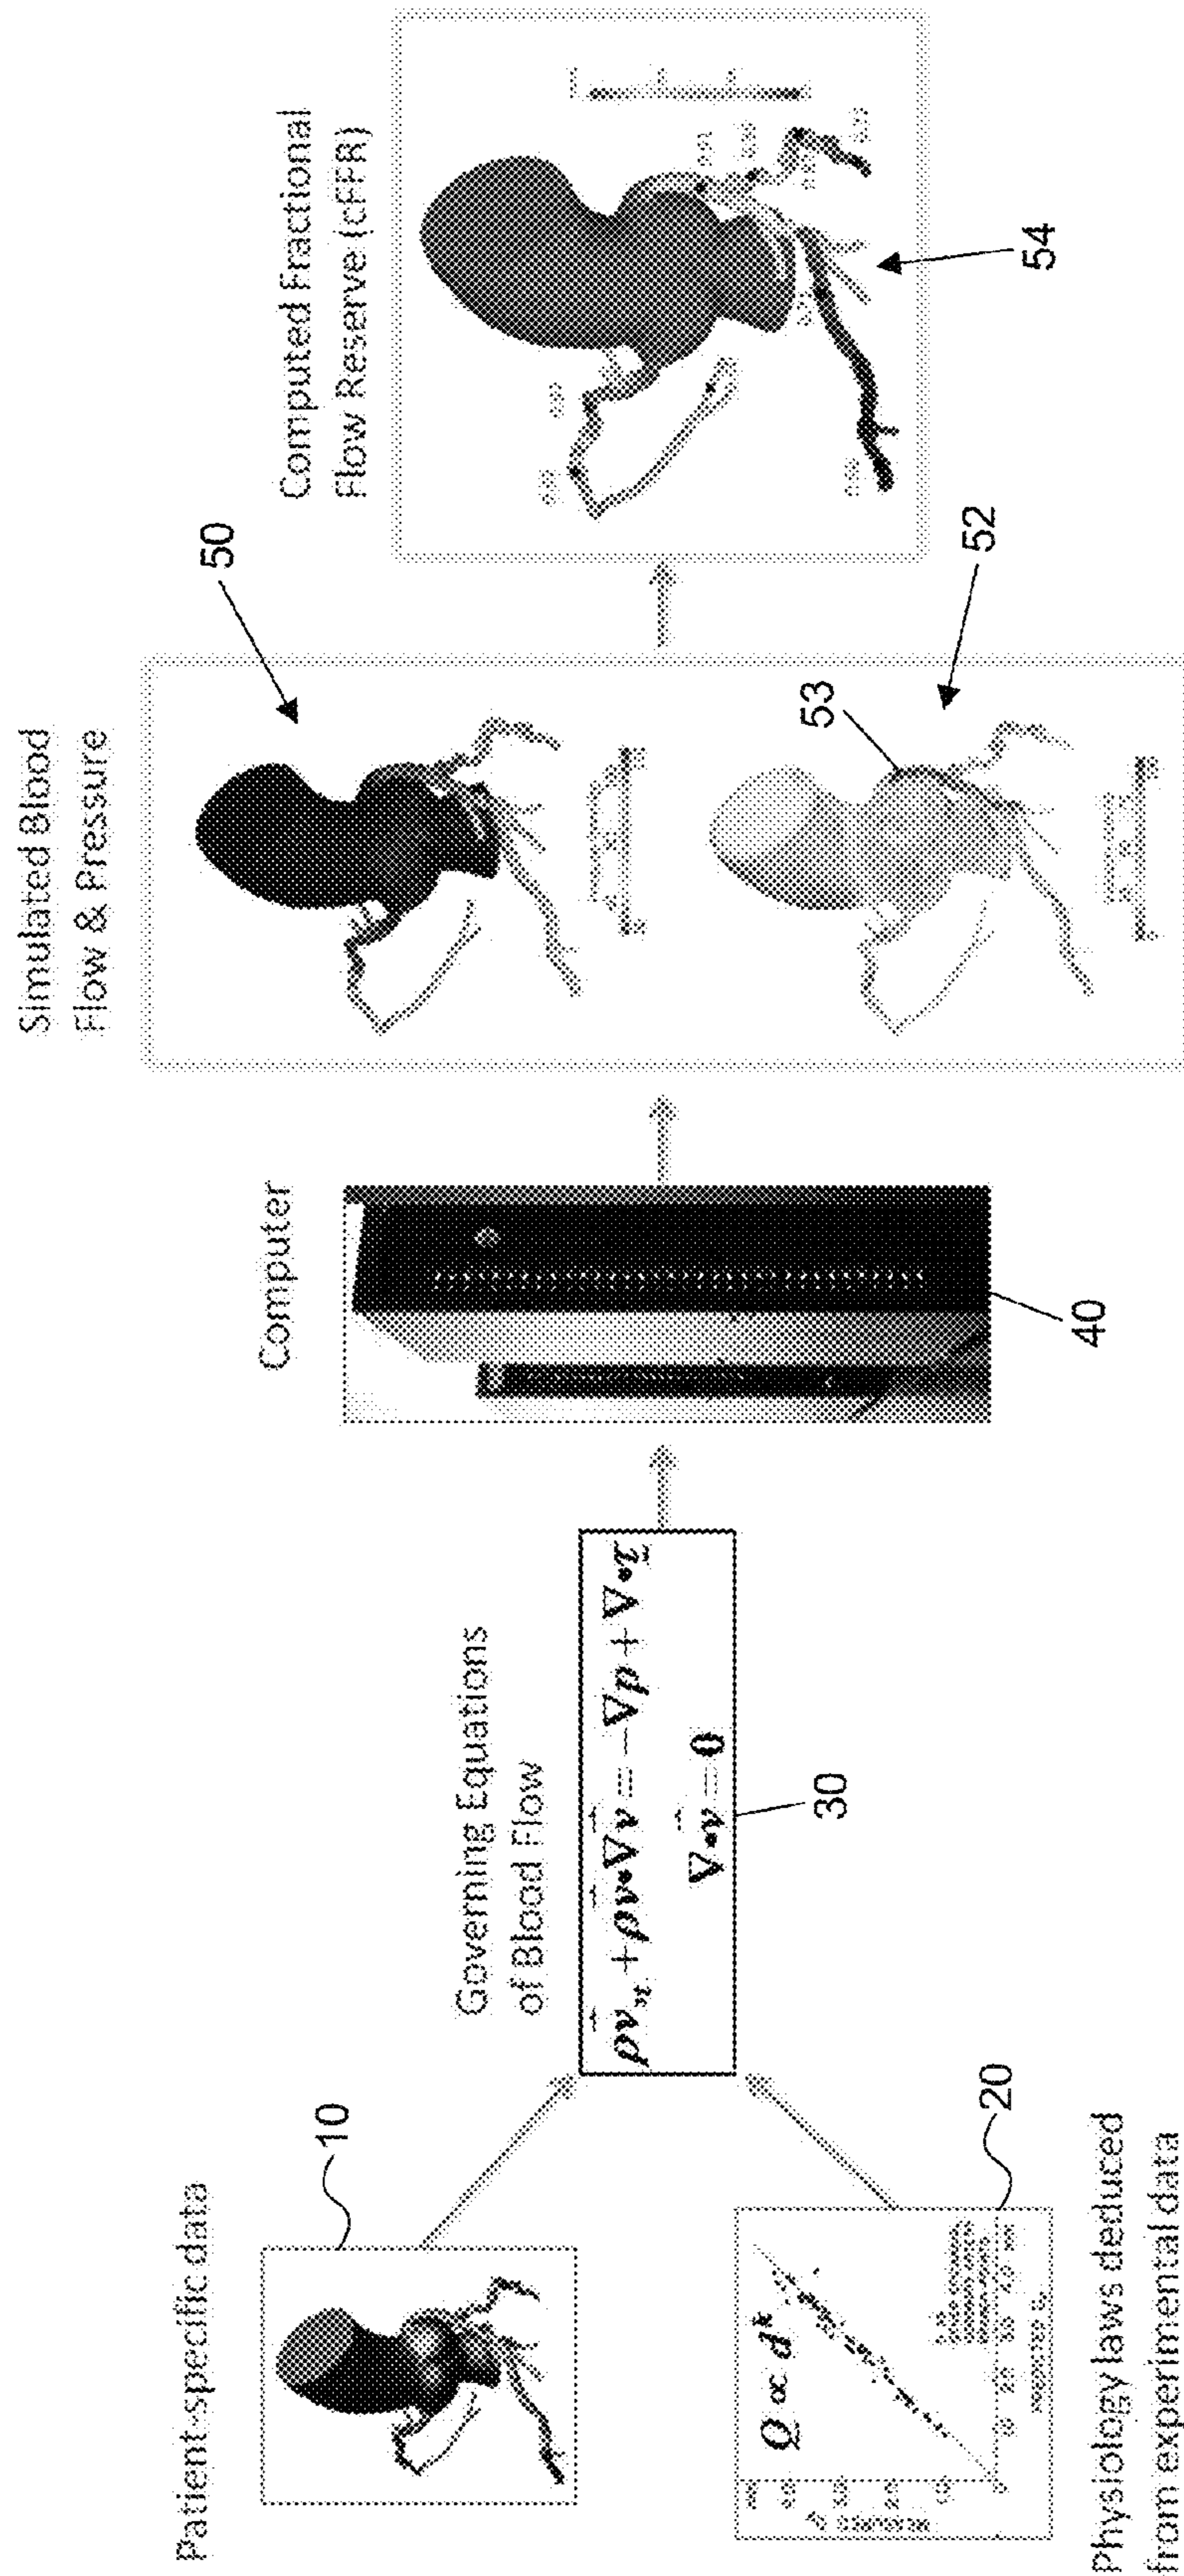 Patient-specific data
10
Q ∝ d^k
20
Physiology laws deduced
from experimental data
Governing Equations
of Blood Flow
ρv⃗,t + ρv⃗•∇v⃗ = −∇p + ∇•τ
∇•v⃗ = 0
30
Computer
40
Simulated Blood
Flow & Pressure
50
53
52
Computed Fractional
Flow Reserve (cFFR)
54